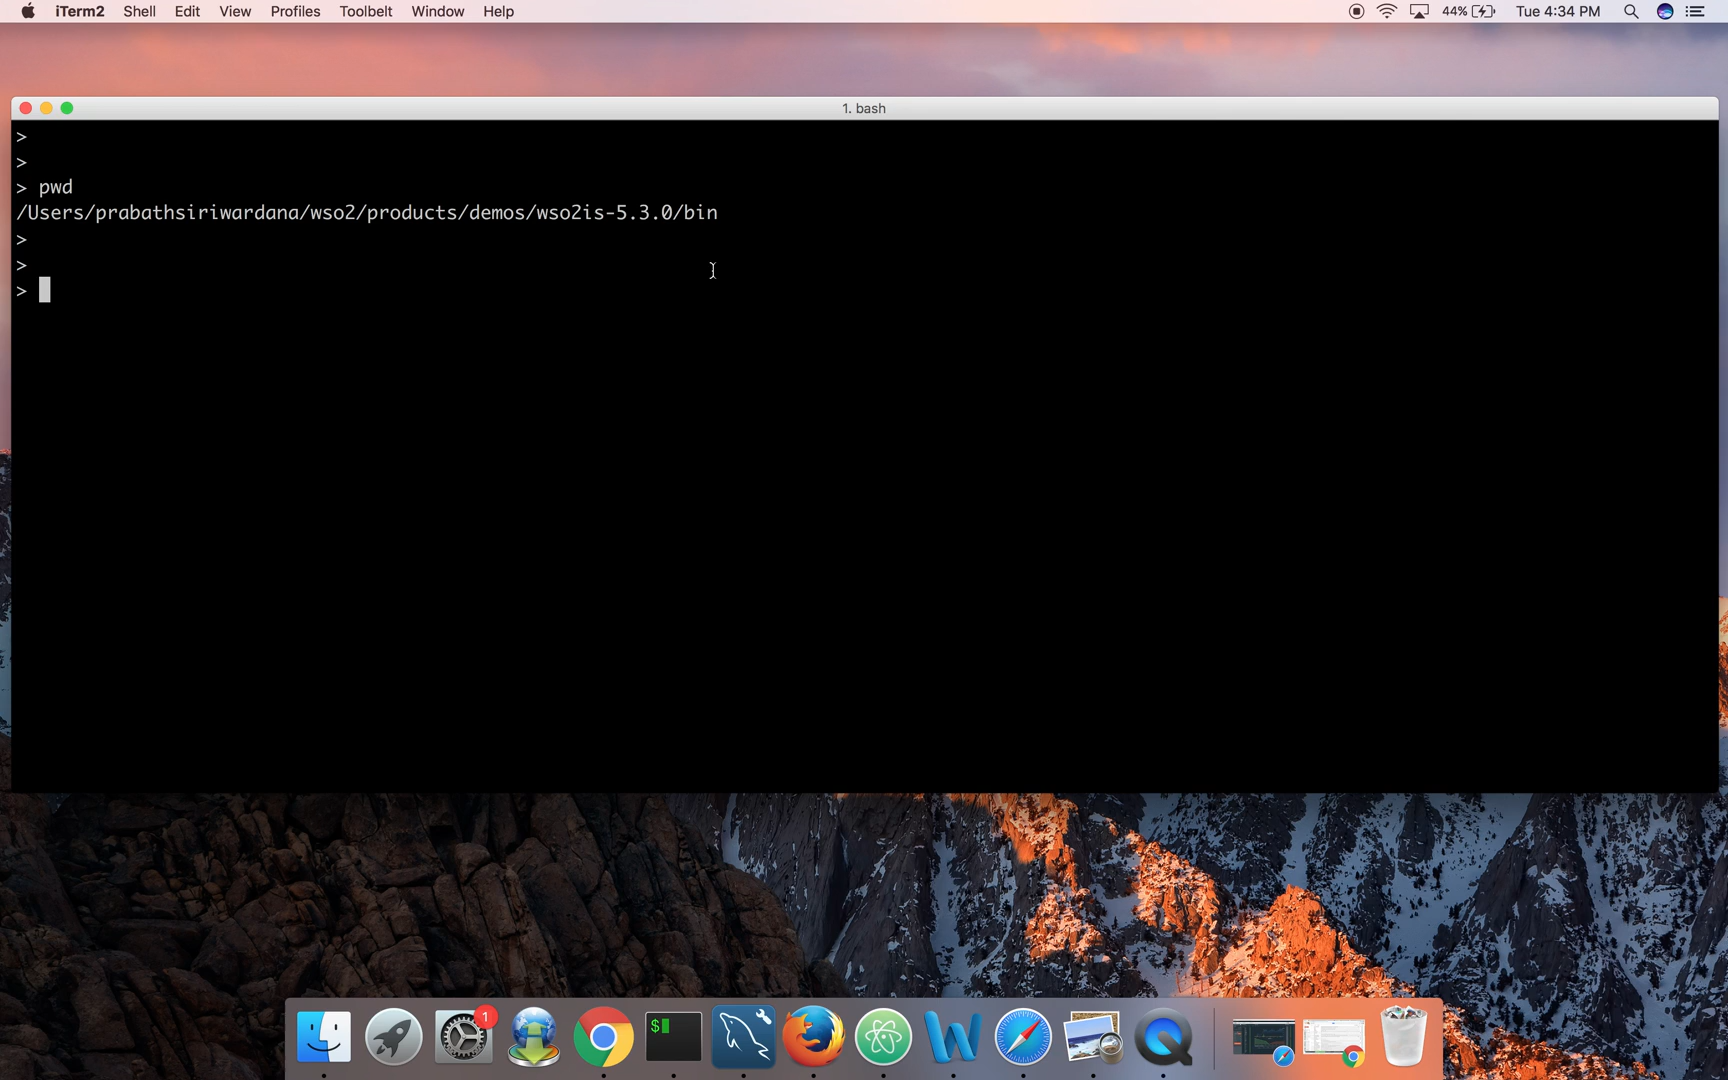 iTerm2 Shell Edit View Profiles Toolbelt Window Help 44% Tue 4:34 PM
1. bash
>
>
> pwd
/Users/prabathsiriwardana/wso2/products/demos/wso2is-5.3.0/bin
>
>
>
1
$